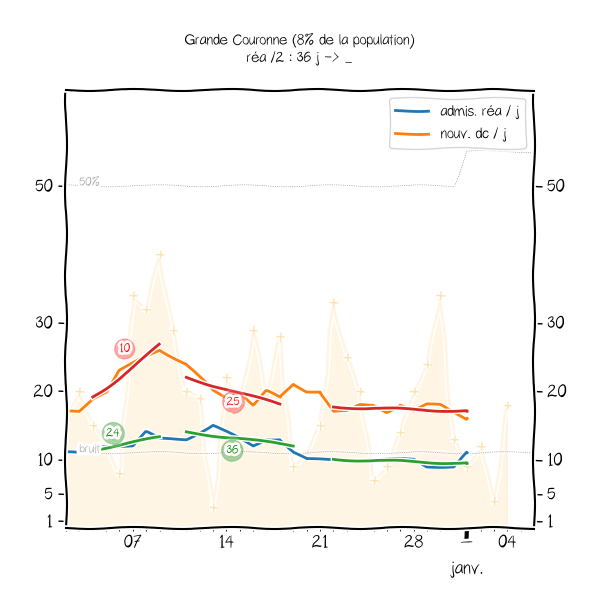 Grande Couronne (8% de la population)
réa /2 : 36 j -> _
admis. réa / j
nouv. dc / j
50 50% 50
30 30
10
20 25 20
24
bruit 36
10 10
5 5
1 1
07 14 21 28 _ 04
janv.